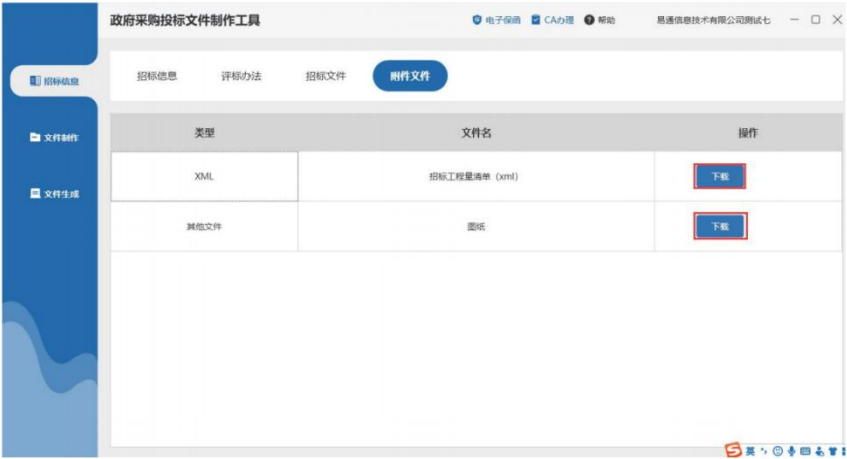 政府采购投标文件制作工具 电子保函 CA办理 帮助 易通信息技术有限公司测试七
招标信息 招标信息 评标办法 招标文件 附件文件
文件制作 类型 文件名 操作
XML 招标工程量清单（xml） 下载
文件生成
其他文件 图纸 下载
英